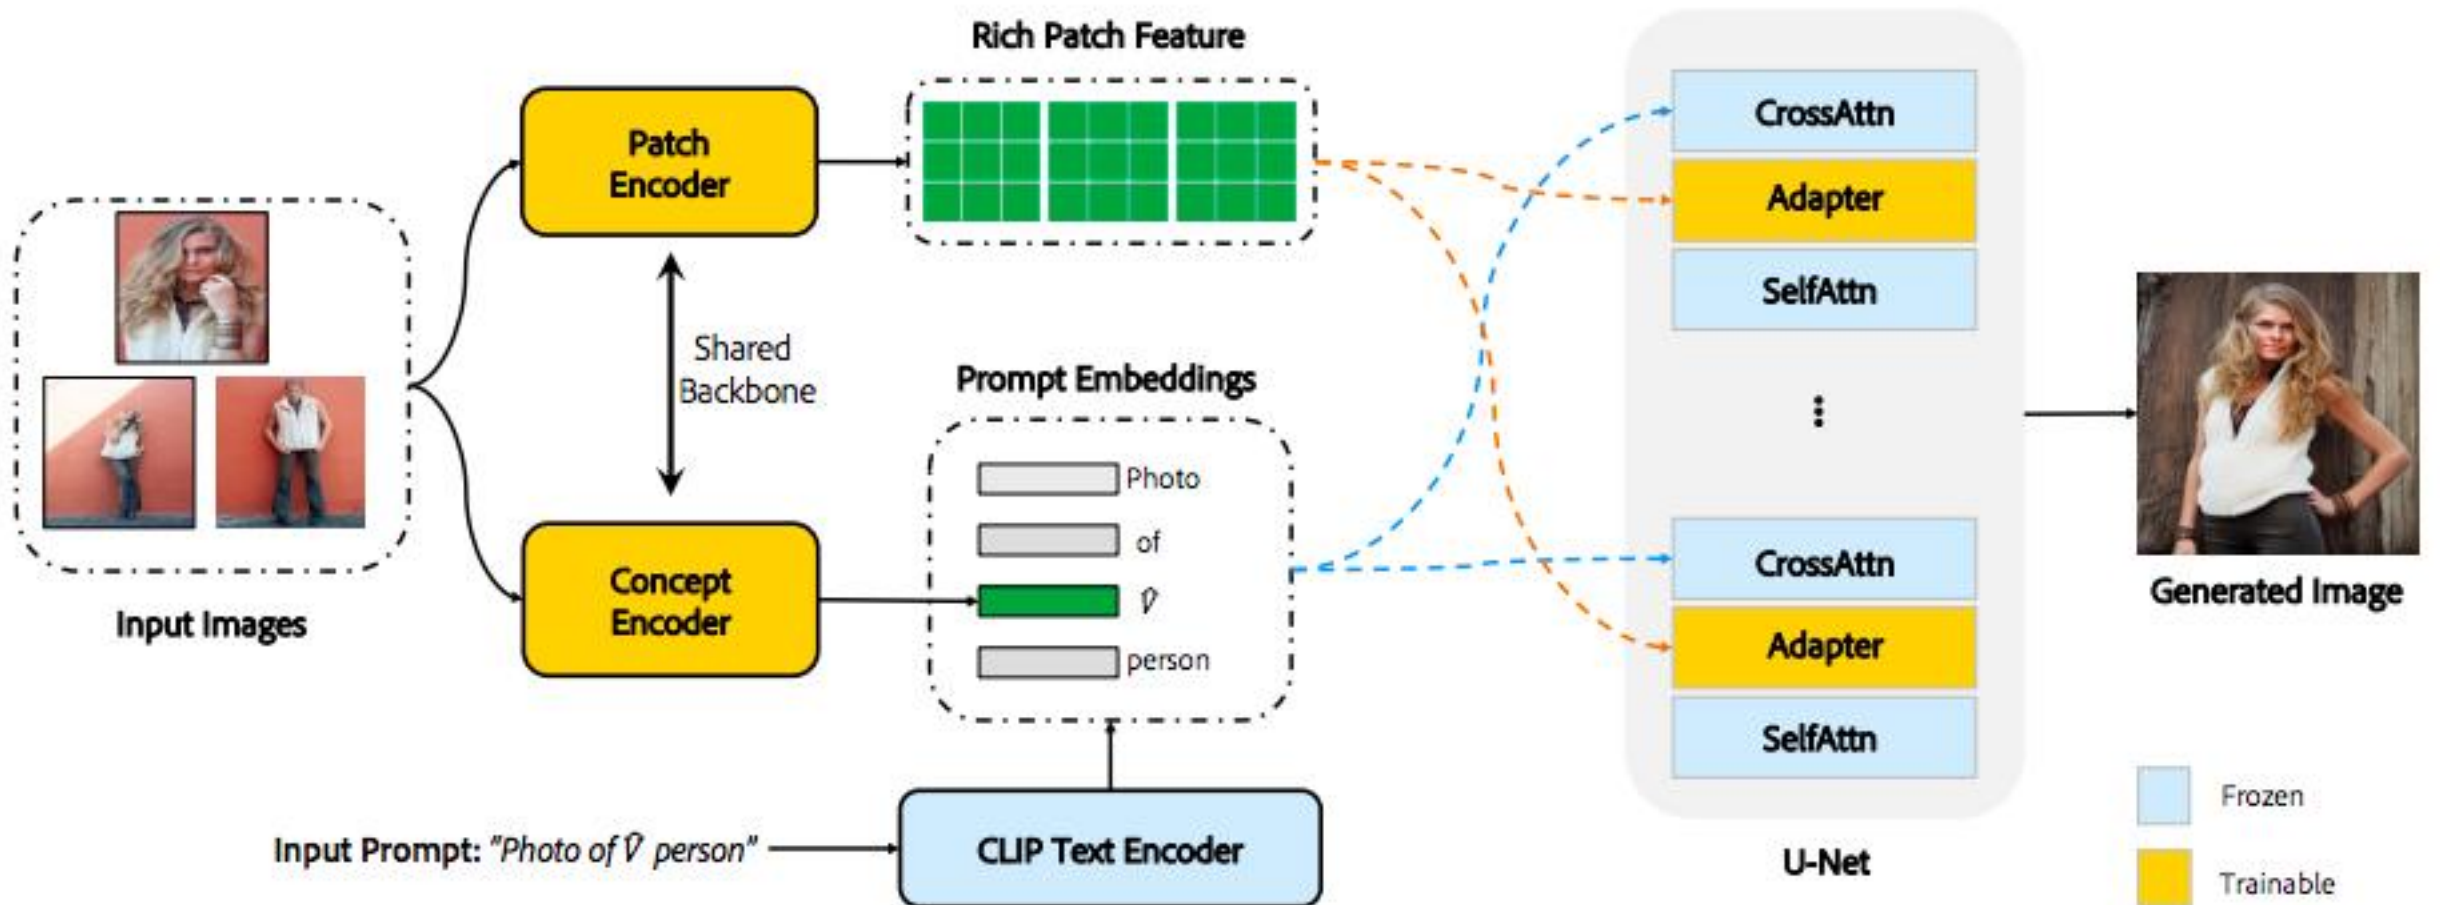 Rich Patch Feature
Patch
Encoder
Shared
Backbone
Input Images
Concept
Encoder
Prompt Embeddings
Photo
of
V̂
person
Input Prompt: "Photo of V̂ person"
CLIP Text Encoder
CrossAttn
Adapter
SelfAttn
CrossAttn
Adapter
SelfAttn
U-Net
Generated Image
Frozen
Trainable